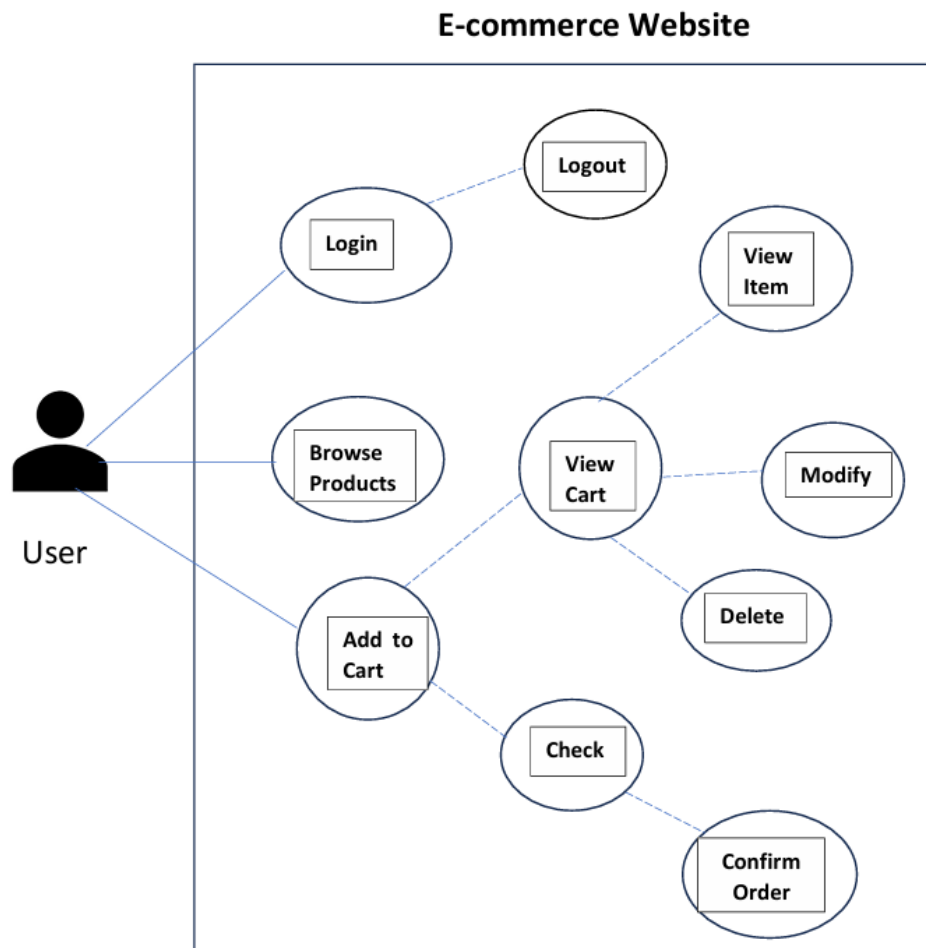 E-commerce Website
Logout
Login
View
Item
Browse
Products
View
Cart
Modify
User
Delete
Add to
Cart
Check
Confirm
Order